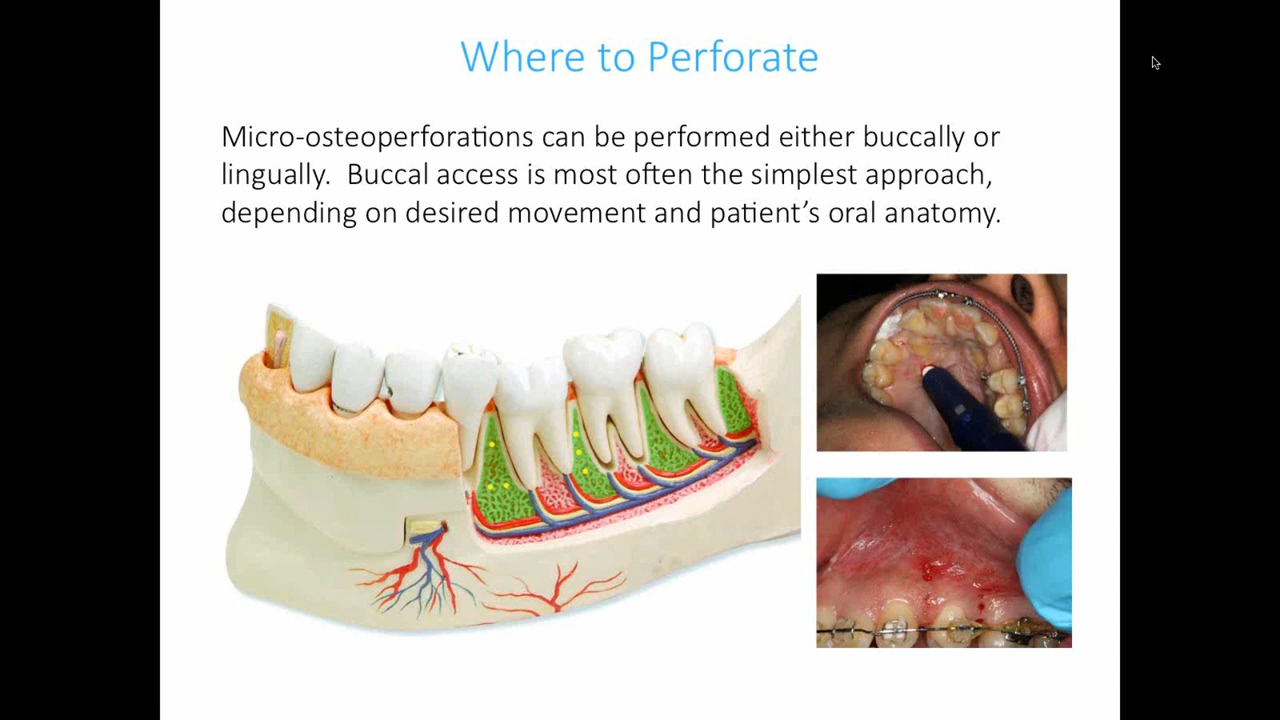 Where to Perforate
Micro-osteoperforations can be performed either buccally or
lingually.  Buccal access is most often the simplest approach,
depending on desired movement and patient’s oral anatomy.